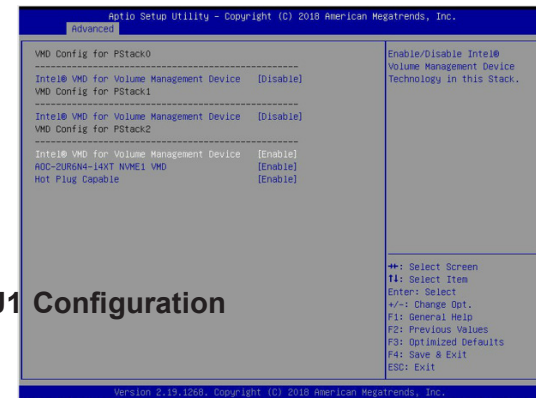 Aptio Setup Utility – Copyright (C) 2018 American Megatrends, Inc.
Advanced
VMD Config for PStack0
------------------------------------------------
Intel® VMD for Volume Management Device [Disable]
VMD Config for PStack1
------------------------------------------------
Intel® VMD for Volume Management Device [Disable]
VMD Config for PStack2
------------------------------------------------
Intel® VMD for Volume Management Device [Enable]
AOC-2UR6N4-i4XT NVME1 VMD [Enable]
Hot Plug Capable [Enable]
Enable/Disable Intel®
Volume Management Device
Technology in this Stack.
→←: Select Screen
↑↓: Select Item
Enter: Select
+/-: Change Opt.
F1: General Help
F2: Previous Values
F3: Optimized Defaults
F4: Save & Exit
ESC: Exit
J1 Configuration
Version 2.19.1268. Copyright (C) 2018 American Megatrends, Inc.